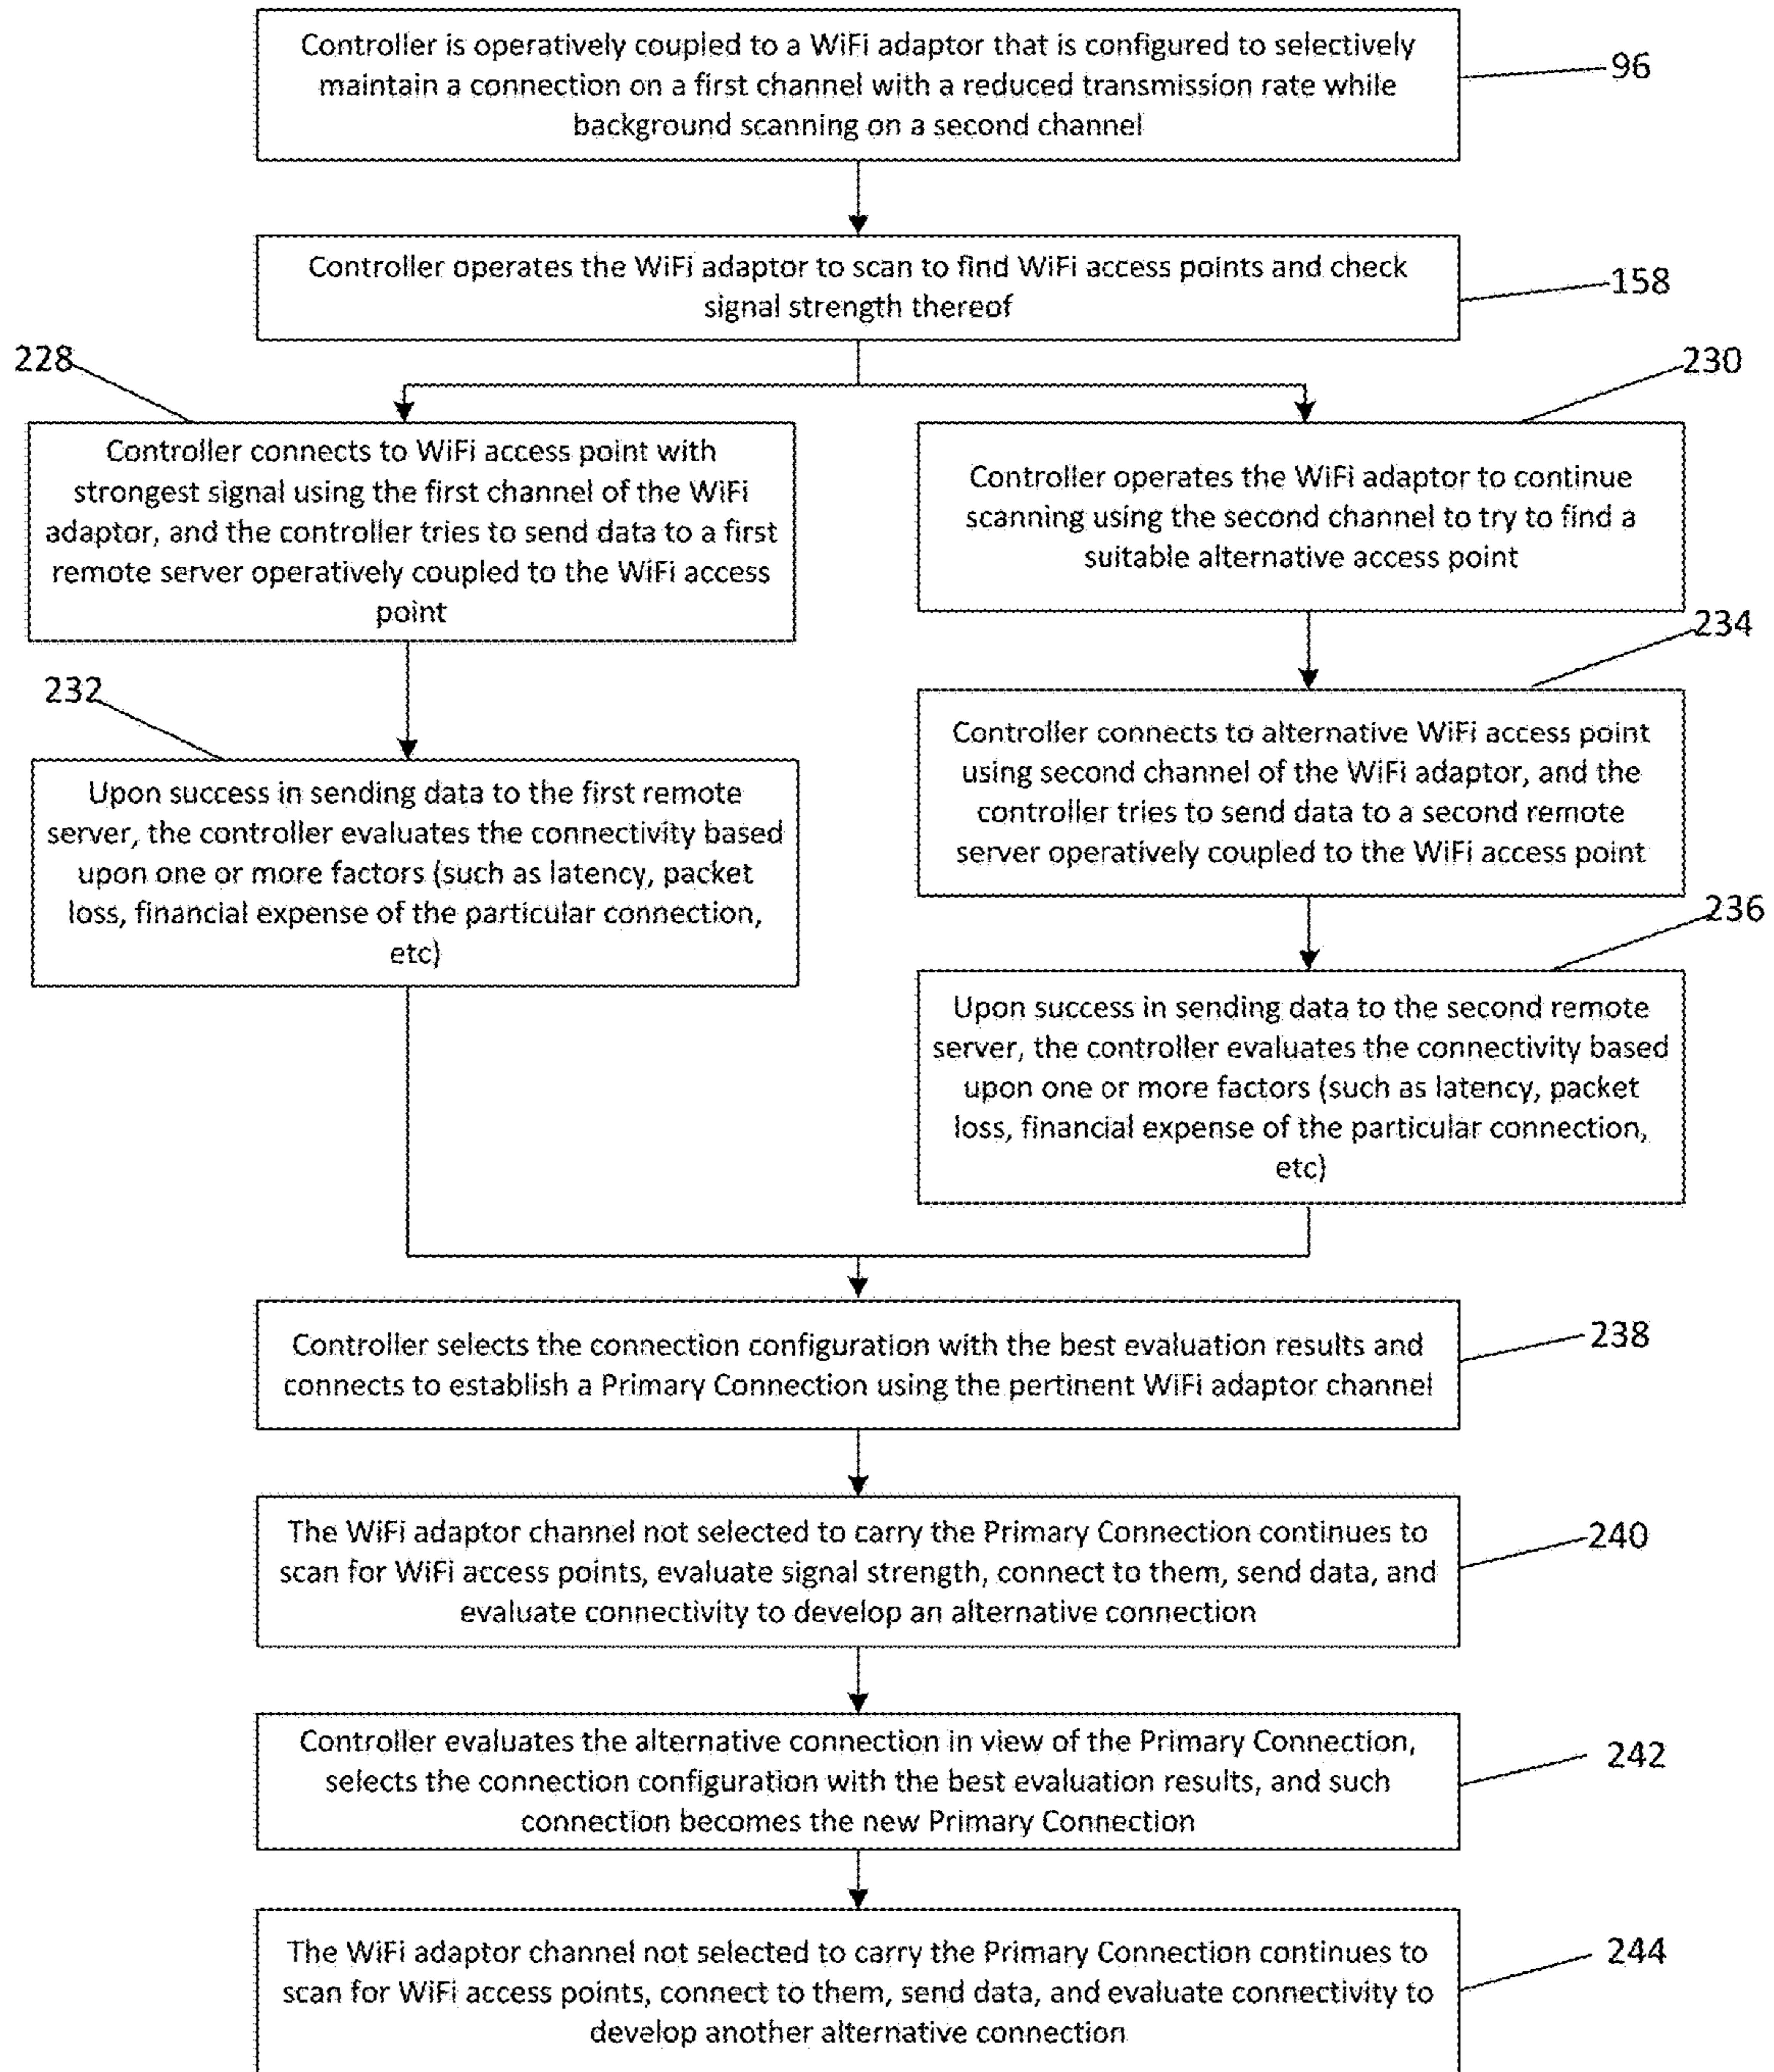 Controller is operatively coupled to a WiFi adaptor that is configured to selectively
maintain a connection on a first channel with a reduced transmission rate while
background scanning on a second channel
96
Controller operates the WiFi adaptor to scan to find WiFi access points and check
signal strength thereof
158
228
230
Controller connects to WiFi access point with
strongest signal using the first channel of the WiFi
adaptor, and the controller tries to send data to a first
remote server operatively coupled to the WiFi access
point
Controller operates the WiFi adaptor to continue
scanning using the second channel to try to find a
suitable alternative access point
232
234
Upon success in sending data to the first remote
server, the controller evaluates the connectivity based
upon one or more factors (such as latency, packet
loss, financial expense of the particular connection,
etc)
Controller connects to alternative WiFi access point
using second channel of the WiFi adaptor, and the
controller tries to send data to a second remote
server operatively coupled to the WiFi access point
236
Upon success in sending data to the second remote
server, the controller evaluates the connectivity based
upon one or more factors (such as latency, packet
loss, financial expense of the particular connection,
etc)
Controller selects the connection configuration with the best evaluation results and
connects to establish a Primary Connection using the pertinent WiFi adaptor channel
238
The WiFi adaptor channel not selected to carry the Primary Connection continues to
scan for WiFi access points, evaluate signal strength, connect to them, send data, and
evaluate connectivity to develop an alternative connection
240
Controller evaluates the alternative connection in view of the Primary Connection,
selects the connection configuration with the best evaluation results, and such
connection becomes the new Primary Connection
242
The WiFi adaptor channel not selected to carry the Primary Connection continues to
scan for WiFi access points, connect to them, send data, and evaluate connectivity to
develop another alternative connection
244